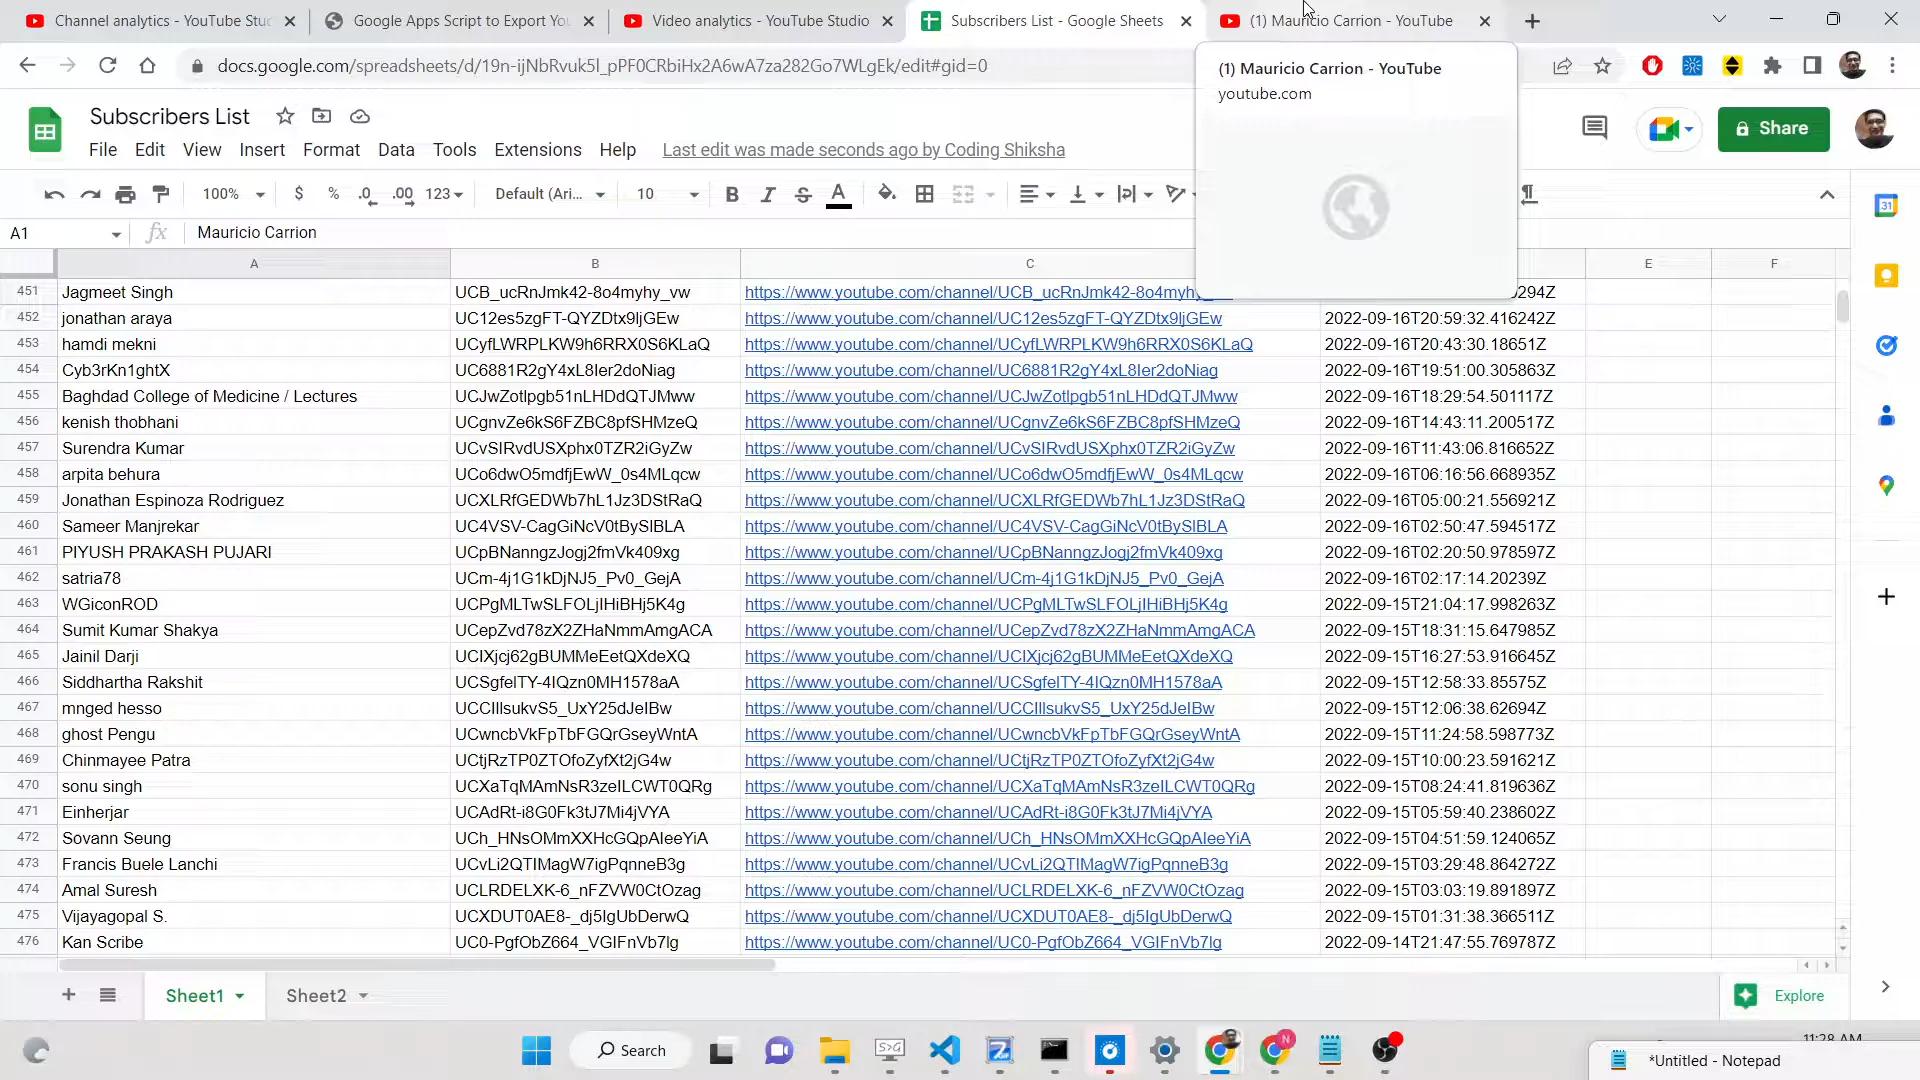 Channel analytics - YouTube Stu
Google Apps Script to Export You
Video analytics - YouTube Studio
Subscribers List - Google Sheets
(1) Mauricio Carrion - YouTube
docs.google.com/spreadsheets/d/19n-ijNbRvuk5l_pPF0CRbiHx2A6wA7za282Go7WLgEk/edit#gid=0
(1) Mauricio Carrion - YouTube
youtube.com
Subscribers List
Share
File Edit View Insert Format Data Tools Extensions Help Last edit was made seconds ago by Coding Shiksha
100% $ % .0 .00 123 Default (Ari... 10 B I S A
31
A1 fx Mauricio Carrion
A B C E F
451 Jagmeet Singh UCB_ucRnJmk42-8o4myhy_vw https://www.youtube.com/channel/UCB_ucRnJmk42-8o4myhy 294Z
452 jonathan araya UC12es5zgFT-QYZDtx9ljGEw https://www.youtube.com/channel/UC12es5zgFT-QYZDtx9ljGEw 2022-09-16T20:59:32.416242Z
453 hamdi mekni UCyfLWRPLKW9h6RRX0S6KLaQ https://www.youtube.com/channel/UCyfLWRPLKW9h6RRX0S6KLaQ 2022-09-16T20:43:30.18651Z
454 Cyb3rKn1ghtX UC6881R2gY4xL8Ier2doNiag https://www.youtube.com/channel/UC6881R2gY4xL8Ier2doNiag 2022-09-16T19:51:00.305863Z
455 Baghdad College of Medicine / Lectures UCJwZotlpgb51nLHDdQTJMww https://www.youtube.com/channel/UCJwZotlpgb51nLHDdQTJMww 2022-09-16T18:29:54.501117Z
456 kenish thobhani UCgnvZe6kS6FZBC8pfSHMzeQ https://www.youtube.com/channel/UCgnvZe6kS6FZBC8pfSHMzeQ 2022-09-16T14:43:11.200517Z
457 Surendra Kumar UCvSIRvdUSXphx0TZR2iGyZw https://www.youtube.com/channel/UCvSIRvdUSXphx0TZR2iGyZw 2022-09-16T11:43:06.816652Z
458 arpita behura UCo6dwO5mdfjEwW_0s4MLqcw https://www.youtube.com/channel/UCo6dwO5mdfjEwW_0s4MLqcw 2022-09-16T06:16:56.668935Z
459 Jonathan Espinoza Rodriguez UCXLRfGEDWb7hL1Jz3DStRaQ https://www.youtube.com/channel/UCXLRfGEDWb7hL1Jz3DStRaQ 2022-09-16T05:00:21.556921Z
460 Sameer Manjrekar UC4VSV-CagGiNcV0tBySlBLA https://www.youtube.com/channel/UC4VSV-CagGiNcV0tBySlBLA 2022-09-16T02:50:47.594517Z
461 PIYUSH PRAKASH PUJARI UCpBNanngzJogj2fmVk409xg https://www.youtube.com/channel/UCpBNanngzJogj2fmVk409xg 2022-09-16T02:20:50.978597Z
462 satria78 UCm-4j1G1kDjNJ5_Pv0_GejA https://www.youtube.com/channel/UCm-4j1G1kDjNJ5_Pv0_GejA 2022-09-16T02:17:14.20239Z
463 WGiconROD UCPgMLTwSLFOLjIHiBHj5K4g https://www.youtube.com/channel/UCPgMLTwSLFOLjIHiBHj5K4g 2022-09-15T21:04:17.998263Z
464 Sumit Kumar Shakya UCepZvd78zX2ZHaNmmAmgACA https://www.youtube.com/channel/UCepZvd78zX2ZHaNmmAmgACA 2022-09-15T18:31:15.647985Z
465 Jainil Darji UCIXjcj62gBUMMeEetQXdeXQ https://www.youtube.com/channel/UCIXjcj62gBUMMeEetQXdeXQ 2022-09-15T16:27:53.916645Z
466 Siddhartha Rakshit UCSgfelTY-4IQzn0MH1578aA https://www.youtube.com/channel/UCSgfelTY-4IQzn0MH1578aA 2022-09-15T12:58:33.85575Z
467 mnged hesso UCCIllsukvS5_UxY25dJeIBw https://www.youtube.com/channel/UCCIllsukvS5_UxY25dJeIBw 2022-09-15T12:06:38.62694Z
468 ghost Pengu UCwncbVkFpTbFGQrGseyWntA https://www.youtube.com/channel/UCwncbVkFpTbFGQrGseyWntA 2022-09-15T11:24:58.598773Z
469 Chinmayee Patra UCtjRzTP0ZTOfoZyfXt2jG4w https://www.youtube.com/channel/UCtjRzTP0ZTOfoZyfXt2jG4w 2022-09-15T10:00:23.591621Z
470 sonu singh UCXaTqMAmNsR3zeILCWT0QRg https://www.youtube.com/channel/UCXaTqMAmNsR3zeILCWT0QRg 2022-09-15T08:24:41.819636Z
471 Einherjar UCAdRt-i8G0Fk3tJ7Mi4jVYA https://www.youtube.com/channel/UCAdRt-i8G0Fk3tJ7Mi4jVYA 2022-09-15T05:59:40.238602Z
472 Sovann Seung UCh_HNsOMmXXHcGQpAleeYiA https://www.youtube.com/channel/UCh_HNsOMmXXHcGQpAleeYiA 2022-09-15T04:51:59.124065Z
473 Francis Buele Lanchi UCvLi2QTIMagW7igPqnneB3g https://www.youtube.com/channel/UCvLi2QTIMagW7igPqnneB3g 2022-09-15T03:29:48.864272Z
474 Amal Suresh UCLRDELXK-6_nFZVW0CtOzag https://www.youtube.com/channel/UCLRDELXK-6_nFZVW0CtOzag 2022-09-15T03:03:19.891897Z
475 Vijayagopal S. UCXDUT0AE8-_dj5IgUbDerwQ https://www.youtube.com/channel/UCXDUT0AE8-_dj5IgUbDerwQ 2022-09-15T01:31:38.366511Z
476 Kan Scribe UC0-PgfObZ664_VGIFnVb7lg https://www.youtube.com/channel/UC0-PgfObZ664_VGIFnVb7lg 2022-09-14T21:47:55.769787Z
Sheet1 Sheet2 Explore
Search
11:28 AM
*Untitled - Notepad